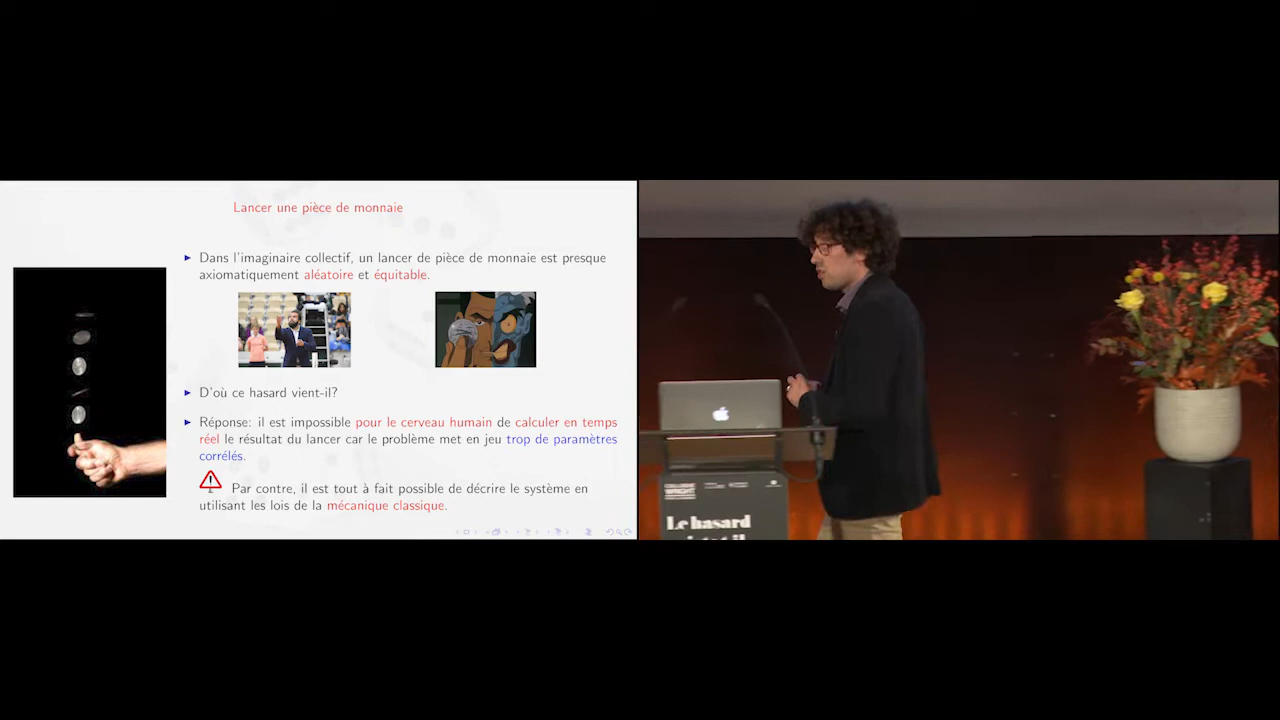 Lancer une pièce de monnaie
Dans l'imaginaire collectif, un lancer de pièce de monnaie est presque
axiomatiquement aléatoire et équitable.
D'où ce hasard vient-il?
Réponse: il est impossible pour le cerveau humain de calculer en temps
réel le résultat du lancer car le problème met en jeu trop de paramètres
corrélés.
Par contre, il est tout à fait possible de décrire le système en
utilisant les lois de la mécanique classique.
COLLOQUE
WRIGHT
Le hasard